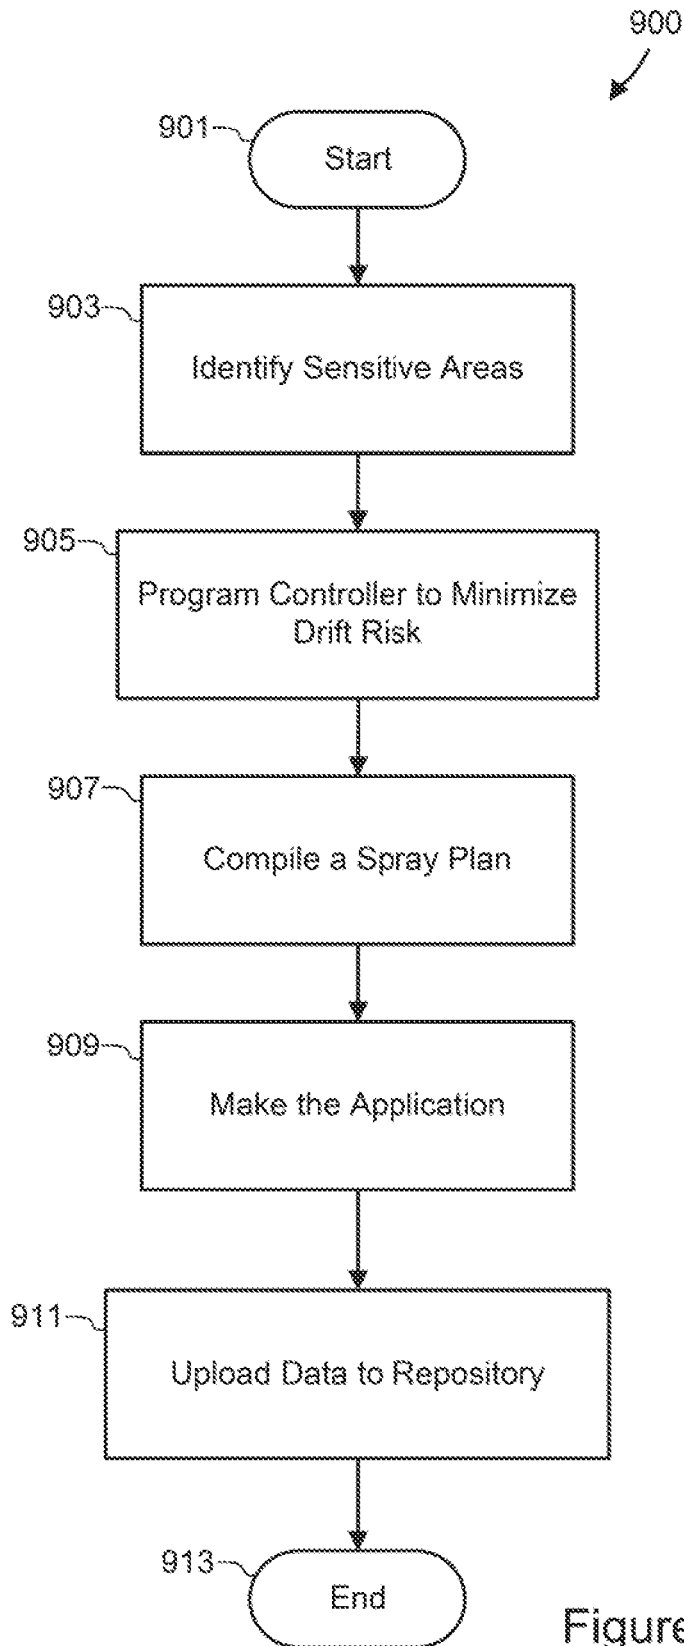 900
901
Start
903
Identify Sensitive Areas
905
Program Controller to Minimize
Drift Risk
907
Compile a Spray Plan
909
Make the Application
911
Upload Data to Repository
913
End
Figure